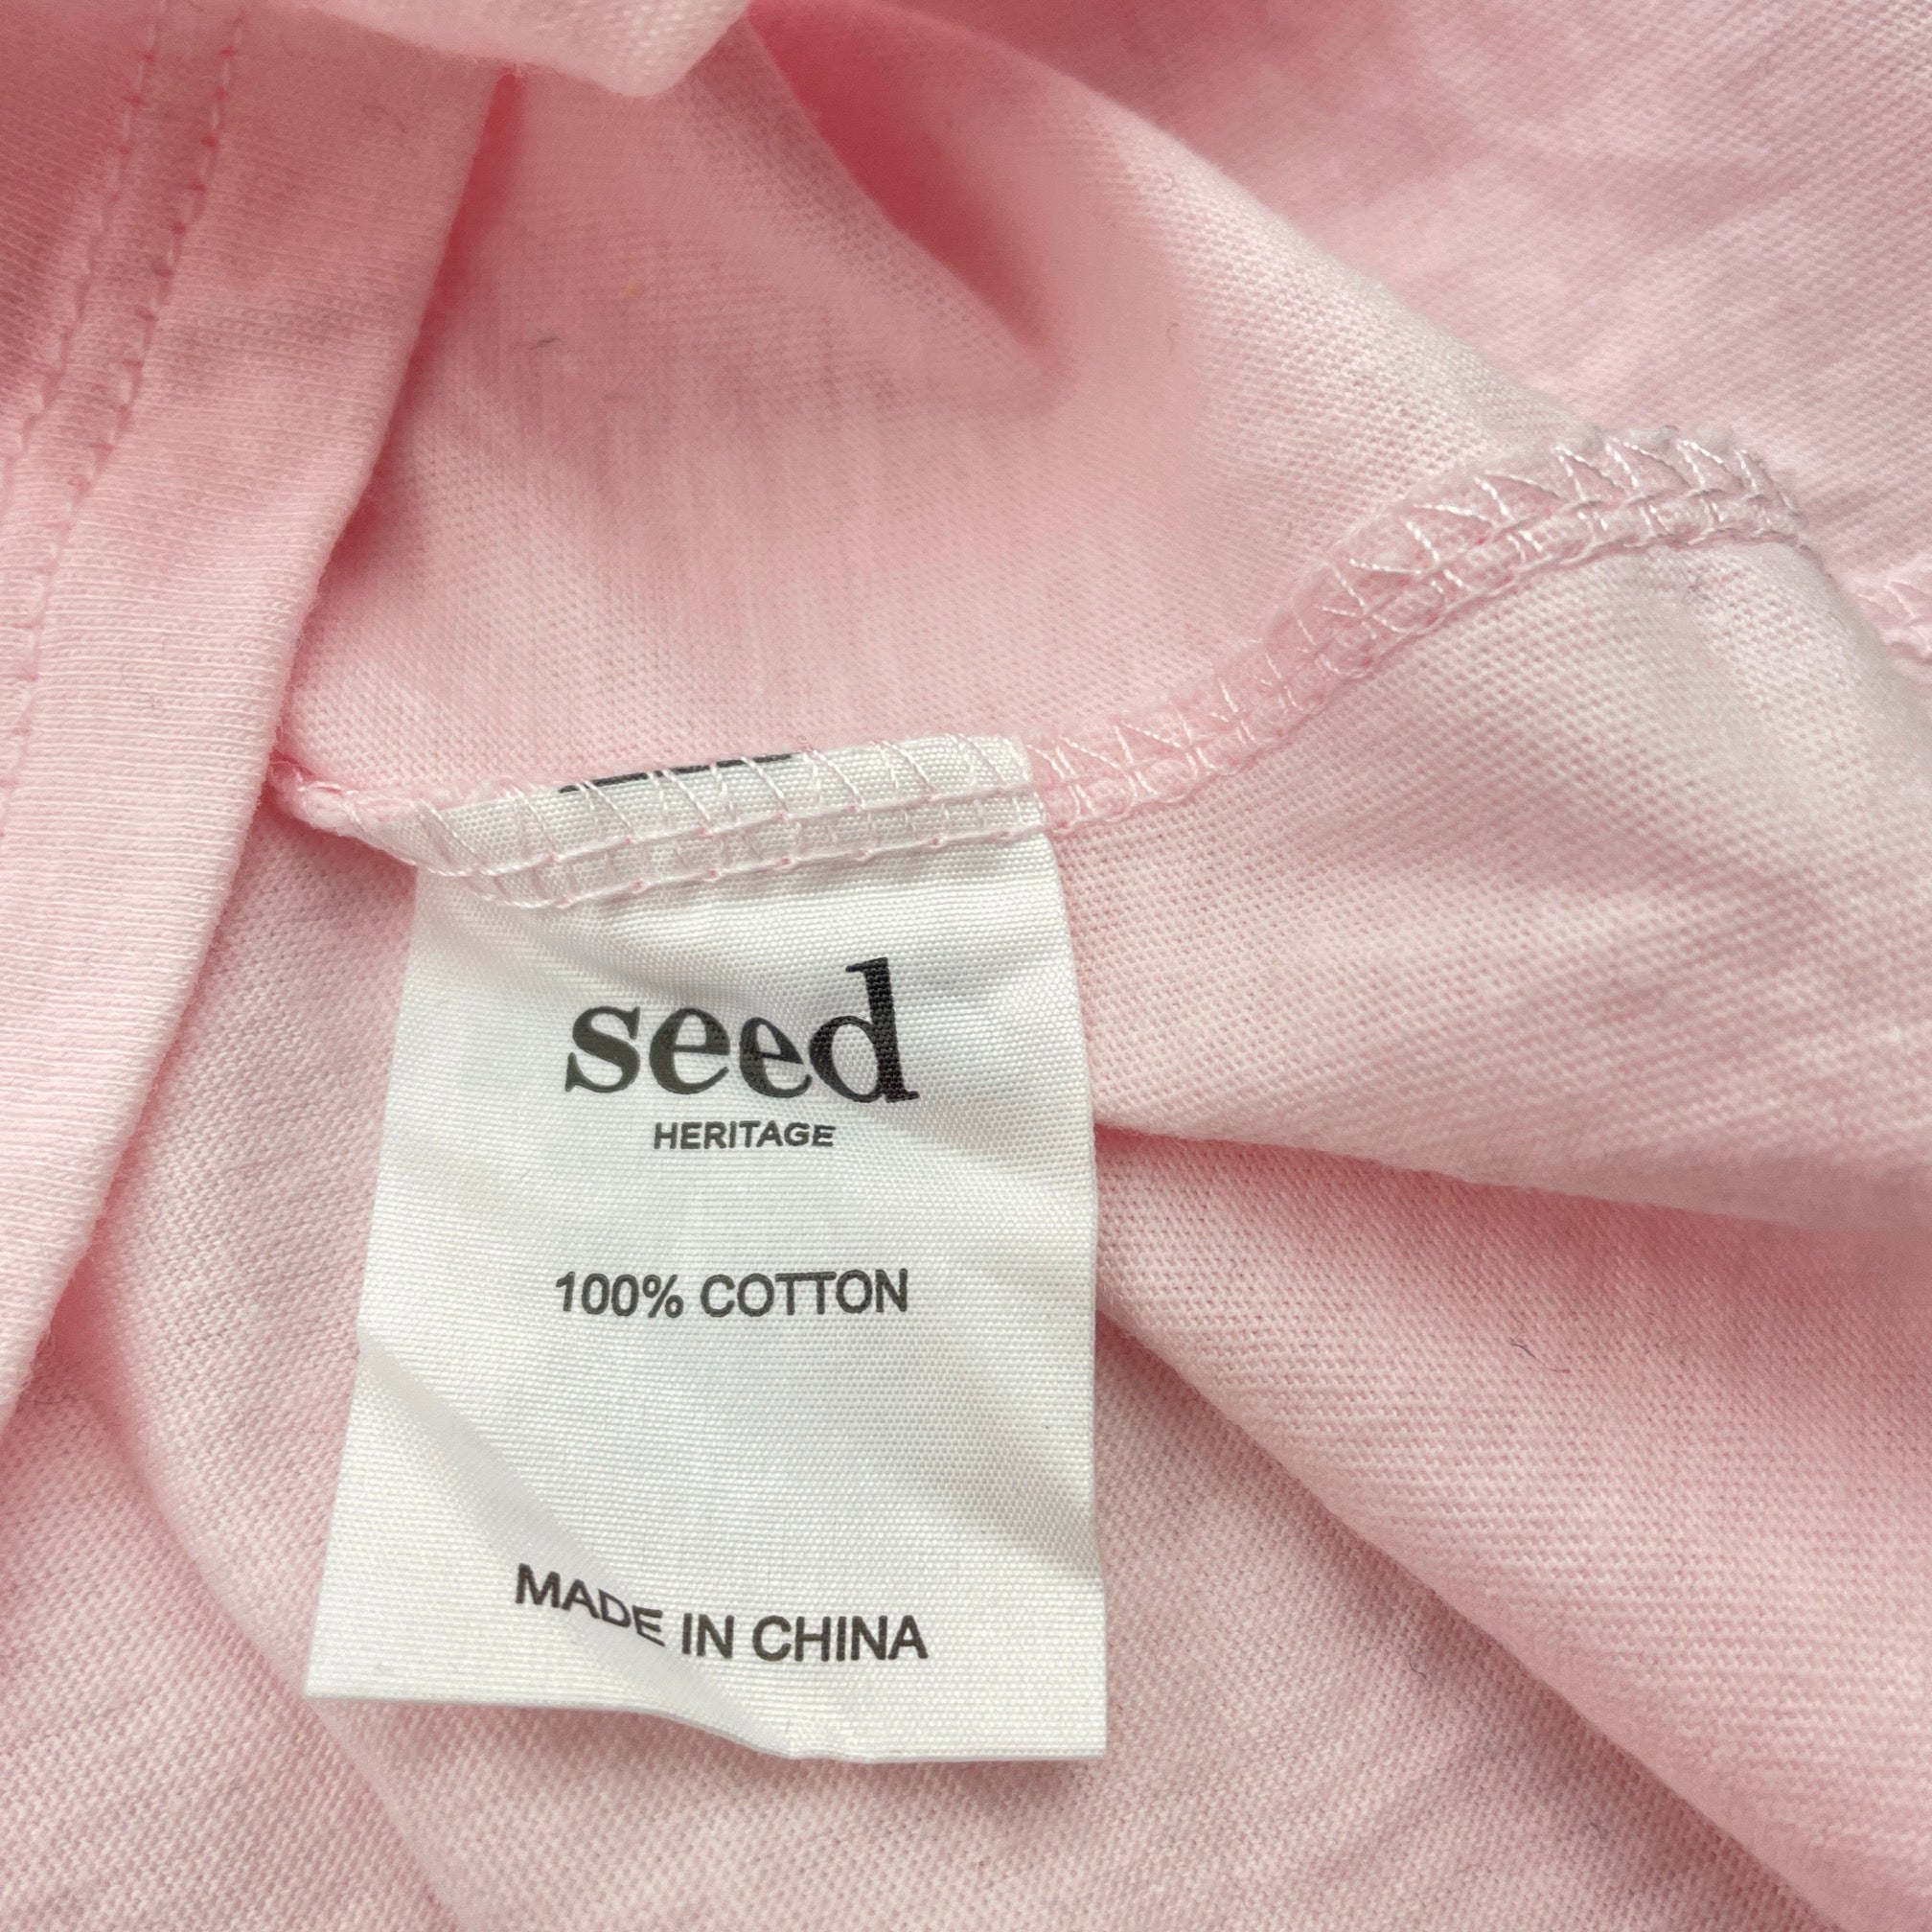 seed
HERITAGE
100% COTTON
MADE IN CHINA